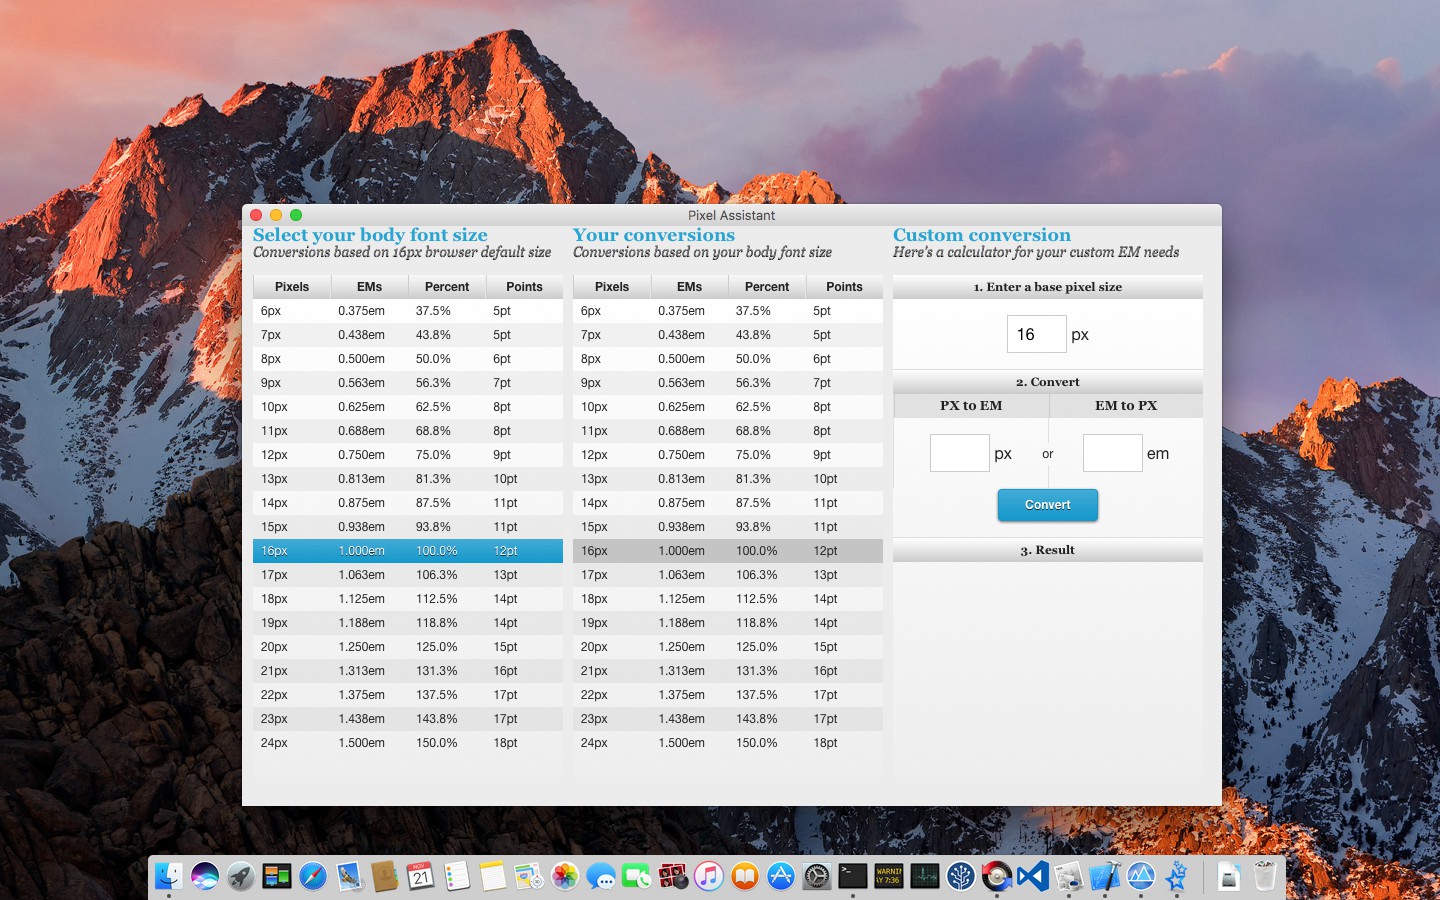 Pixel Assistant
Select your body font size
Conversions based on 16px browser default size
Pixels EMs Percent Points
6px 0.375em 37.5% 5pt
7px 0.438em 43.8% 5pt
8px 0.500em 50.0% 6pt
9px 0.563em 56.3% 7pt
10px 0.625em 62.5% 8pt
11px 0.688em 68.8% 8pt
12px 0.750em 75.0% 9pt
13px 0.813em 81.3% 10pt
14px 0.875em 87.5% 11pt
15px 0.938em 93.8% 11pt
16px 1.000em 100.0% 12pt
17px 1.063em 106.3% 13pt
18px 1.125em 112.5% 14pt
19px 1.188em 118.8% 14pt
20px 1.250em 125.0% 15pt
21px 1.313em 131.3% 16pt
22px 1.375em 137.5% 17pt
23px 1.438em 143.8% 17pt
24px 1.500em 150.0% 18pt
Your conversions
Conversions based on your body font size
Pixels EMs Percent Points
6px 0.375em 37.5% 5pt
7px 0.438em 43.8% 5pt
8px 0.500em 50.0% 6pt
9px 0.563em 56.3% 7pt
10px 0.625em 62.5% 8pt
11px 0.688em 68.8% 8pt
12px 0.750em 75.0% 9pt
13px 0.813em 81.3% 10pt
14px 0.875em 87.5% 11pt
15px 0.938em 93.8% 11pt
16px 1.000em 100.0% 12pt
17px 1.063em 106.3% 13pt
18px 1.125em 112.5% 14pt
19px 1.188em 118.8% 14pt
20px 1.250em 125.0% 15pt
21px 1.313em 131.3% 16pt
22px 1.375em 137.5% 17pt
23px 1.438em 143.8% 17pt
24px 1.500em 150.0% 18pt
Custom conversion
Here's a calculator for your custom EM needs
1. Enter a base pixel size
16 px
2. Convert
PX to EM EM to PX
px or em
Convert
3. Result
NOV
21
WARNIN
AY 7:36